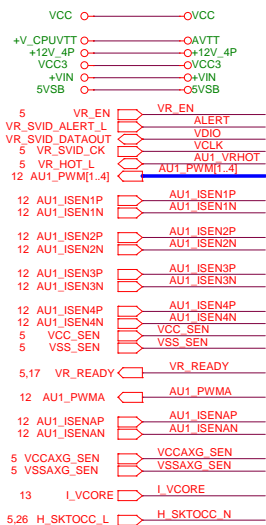 VCC VCC
+V_CPUVTT AVTT
+12V_4P +12V_4P
VCC3 VCC3
+VIN +VIN
5VSB 5VSB
5 VR_EN VR_EN
VR_SVID_ALERT_L ALERT
VR_SVID_DATAOUT VDIO
5 VR_SVID_CK VCLK
5 VR_HOT_L AU1_VRHOT
12 AU1_PWM[1..4] AU1_PWM[1..4]
12 AU1_ISEN1P AU1_ISEN1P
12 AU1_ISEN1N AU1_ISEN1N
12 AU1_ISEN2P AU1_ISEN2P
12 AU1_ISEN2N AU1_ISEN2N
12 AU1_ISEN3P AU1_ISEN3P
12 AU1_ISEN3N AU1_ISEN3N
12 AU1_ISEN4P AU1_ISEN4P
12 AU1_ISEN4N AU1_ISEN4N
5 VCC_SEN VCC_SEN
5 VSS_SEN VSS_SEN
5,17 VR_READY VR_READY
12 AU1_PWMA AU1_PWMA
12 AU1_ISENAP AU1_ISENAP
12 AU1_ISENAN AU1_ISENAN
5 VCCAXG_SEN VCCAXG_SEN
5 VSSAXG_SEN VSSAXG_SEN
13 I_VCORE I_VCORE
5,26 H_SKTOCC_L H_SKTOCC_N